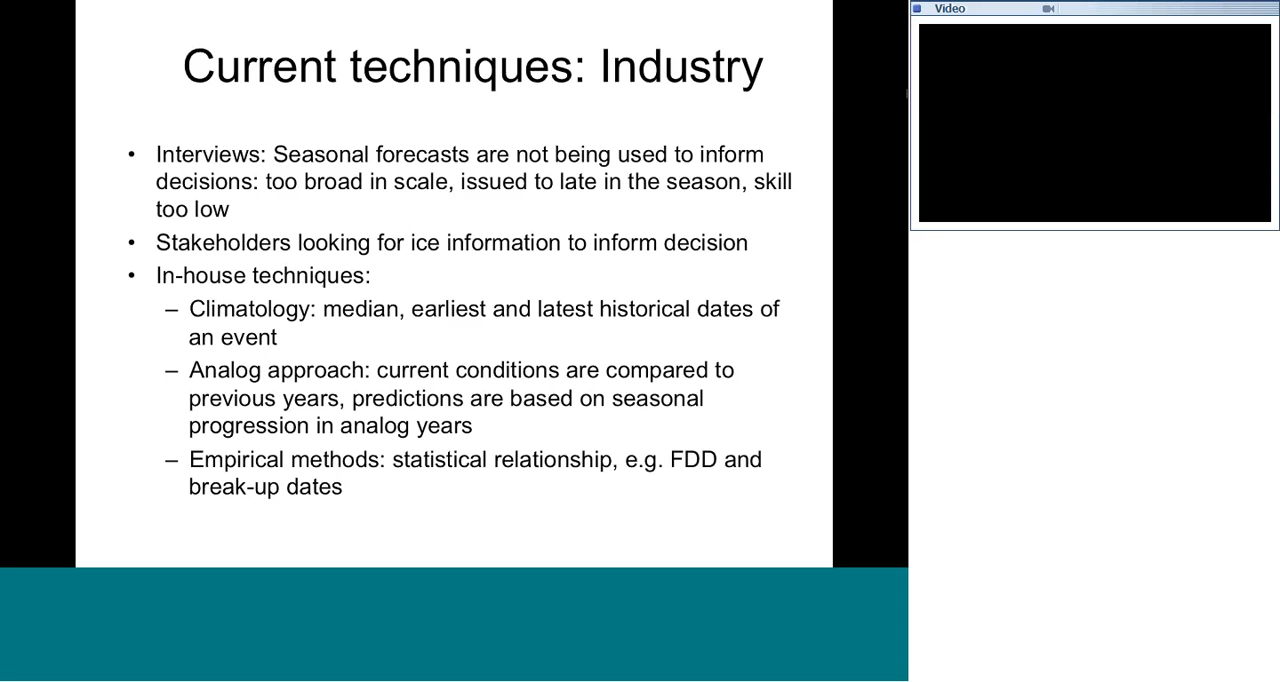 Current techniques: Industry
• Interviews: Seasonal forecasts are not being used to inform
decisions: too broad in scale, issued to late in the season, skill
too low
• Stakeholders looking for ice information to inform decision
• In-house techniques:
– Climatology: median, earliest and latest historical dates of
an event
– Analog approach: current conditions are compared to
previous years, predictions are based on seasonal
progression in analog years
– Empirical methods: statistical relationship, e.g. FDD and
break-up dates
Video